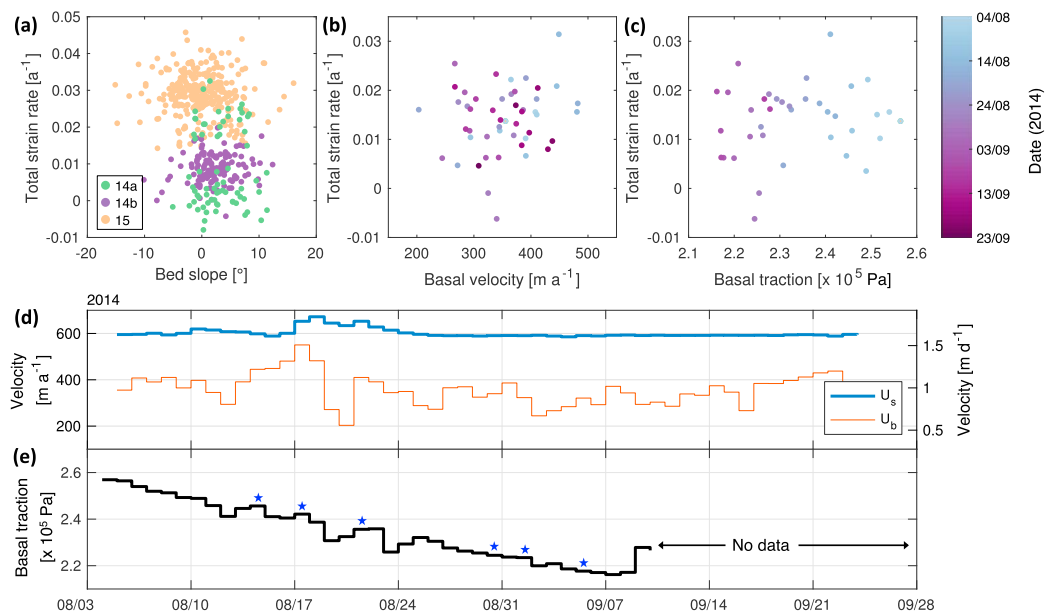 (a)
0.05
0.04
0.03
0.02
0.01
0
-0.01
Total strain rate [a⁻¹]
14a
14b
15
-20
-10
0
10
20
Bed slope [°]
(b)
0.03
0.02
0.01
0
-0.01
Total strain rate [a⁻¹]
200
300
400
500
Basal velocity [m a⁻¹]
(c)
0.03
0.02
0.01
0
-0.01
Total strain rate [a⁻¹]
2.1
2.2
2.3
2.4
2.5
2.6
Basal traction [x 10⁵ Pa]
04/08
14/08
24/08
03/09
13/09
23/09
Date (2014)
2014
(d)
600
400
200
Velocity
[m a⁻¹]
1.5
1
0.5
Velocity [m d⁻¹]
Uₛ
U_b
(e)
2.6
2.4
2.2
Basal traction
[x 10⁵ Pa]
No data
08/03
08/10
08/17
08/24
08/31
09/07
09/14
09/21
09/28